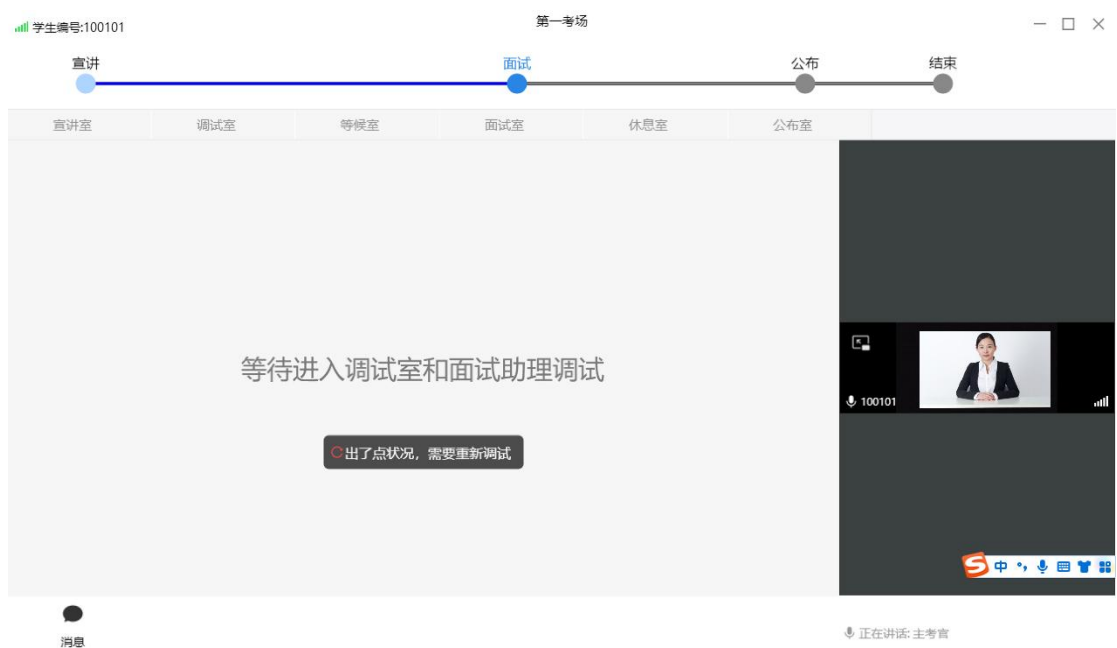 学生编号:100101
第一考场
宣讲
面试
公布
结束
宣讲室
调试室
等候室
面试室
休息室
公布室
等待进入调试室和面试助理调试
出了点状况，需要重新调试
100101
中
消息
正在讲话: 主考官